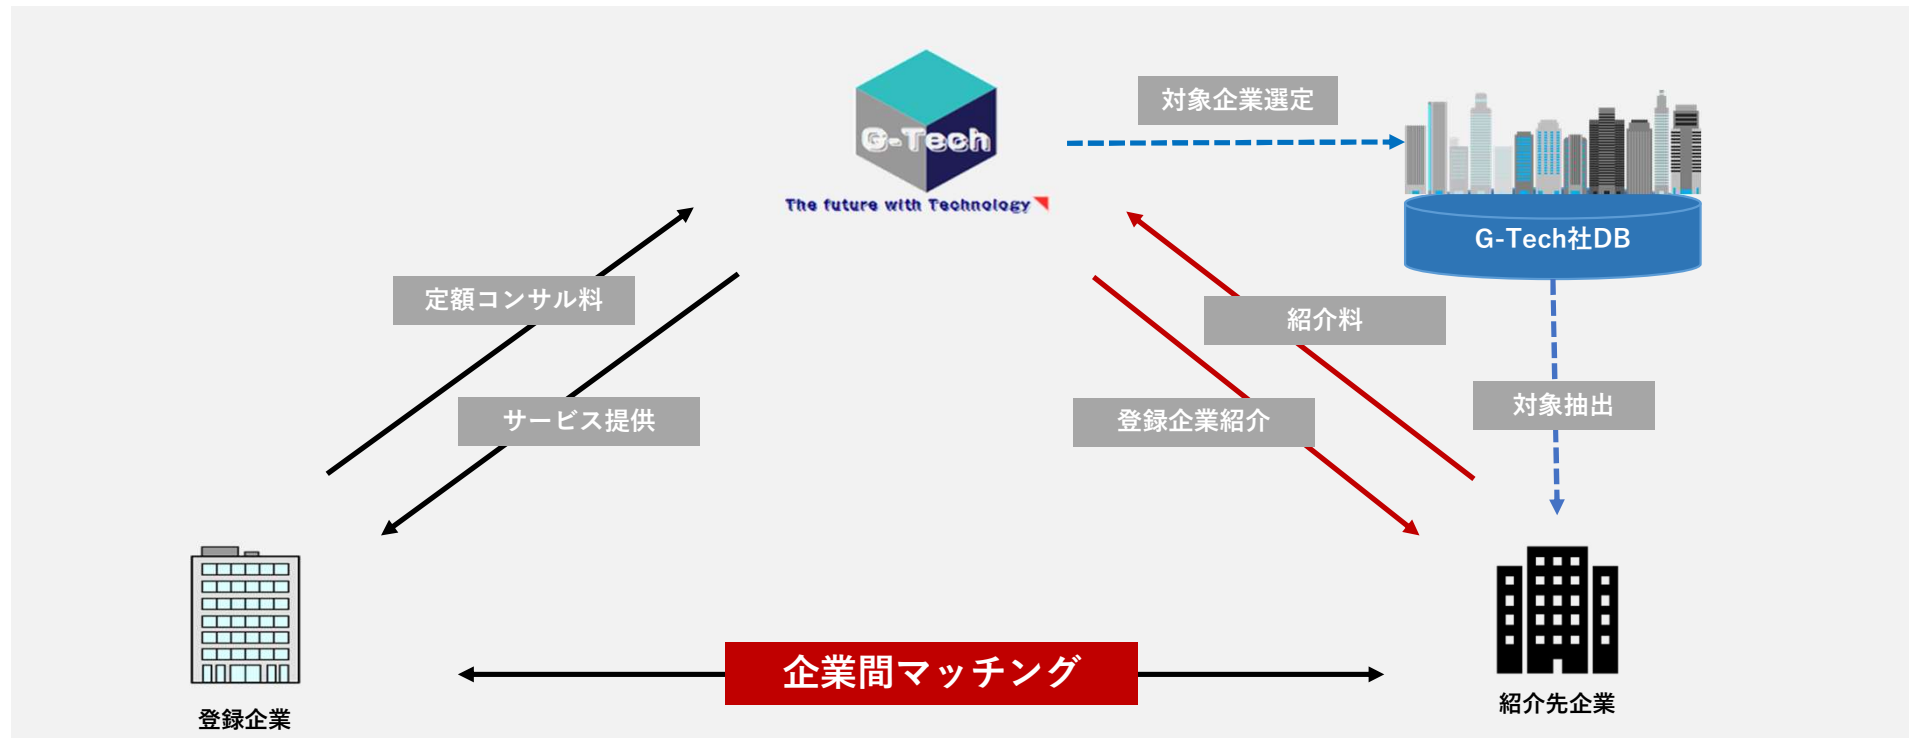 対象企業選定
G-Tech
The future with Technology
G-Tech社DB
定額コンサル料
紹介料
サービス提供
登録企業紹介
対象抽出
企業間マッチング
登録企業
紹介先企業